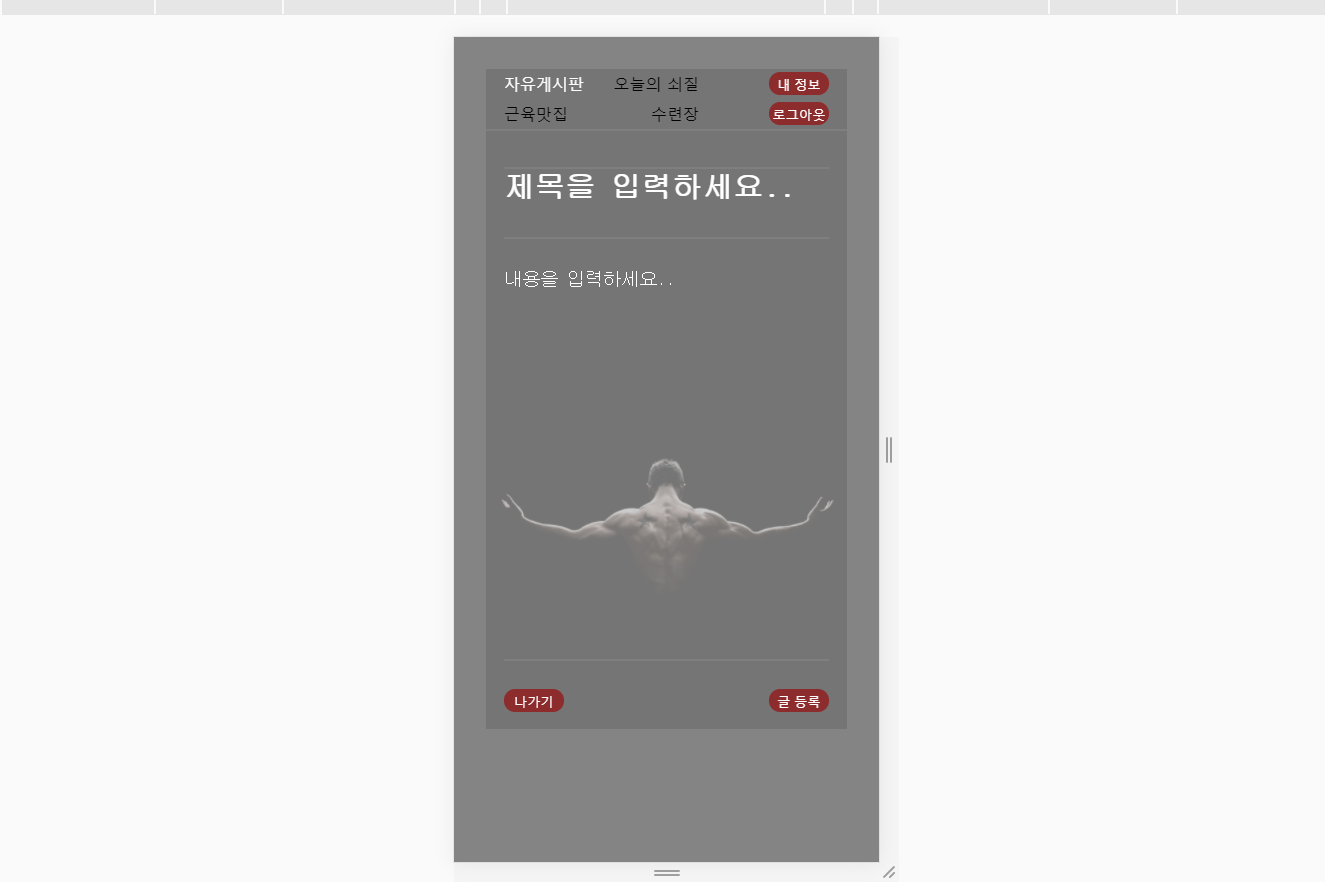 자유게시판 오늘의 쇠질 내 정보
근육맛집 수련장 로그아웃
제목을 입력하세요..
내용을 입력하세요..
나가기 글 등록